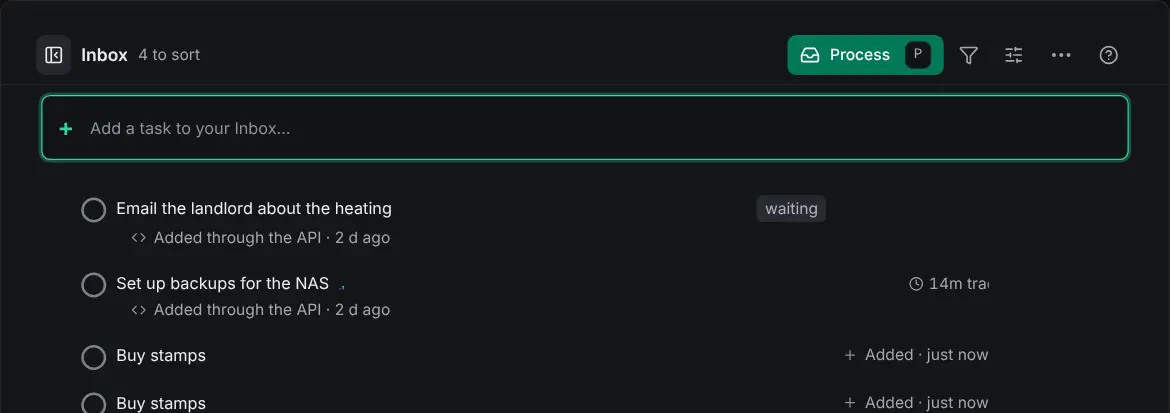 Inbox 4 to sort Process P
+ Add a task to your Inbox...
Email the landlord about the heating waiting
<> Added through the API · 2 d ago
Set up backups for the NAS 14m
<> Added through the API · 2 d ago
Buy stamps + Added · just now
Buy stamps + Added · just now